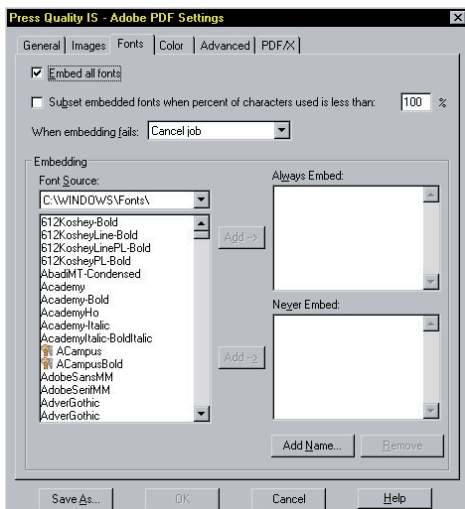 Press Quality IS - Adobe PDF Settings
General Images Fonts Color Advanced PDF/X
Embed all fonts
Subset embedded fonts when percent of characters used is less than: 100 %
When embedding fails: Cancel job
Embedding
Font Source:
C:\WINDOWS\Fonts\
612Koshey-Bold
612KosheyLine-Bold
612KosheyLinePL-Bold
612KosheyPL-Bold
AbadiMT-Condensed
Academy
Academy-Bold
AcademyHo
Academy-Italic
AcademyItalic-BoldItalic
ACampus
ACampusBold
AdobeSansMM
AdobeSerifMM
AdverGothic
AdverGothic
Add -->
Add -->
Always Embed:
Never Embed:
Add Name... Remove
Save As... OK Cancel Help